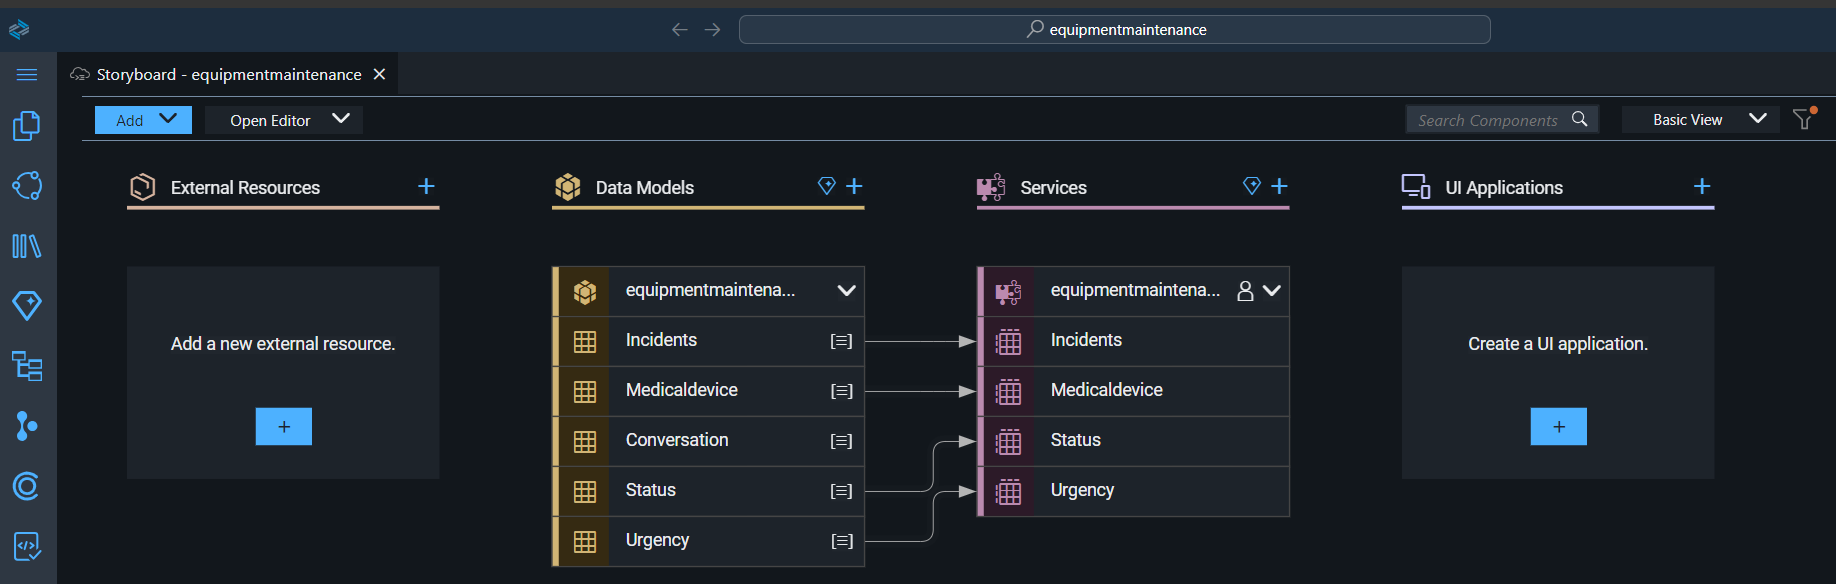 equipmentmaintenance
Storyboard - equipmentmaintenance
Add
Open Editor
Search Components
Basic View
External Resources
Data Models
Services
UI Applications
Add a new external resource.
+
equipmentmaintena...
Incidents
Medicaldevice
Conversation
Status
Urgency
equipmentmaintena...
Incidents
Medicaldevice
Status
Urgency
Create a UI application.
+